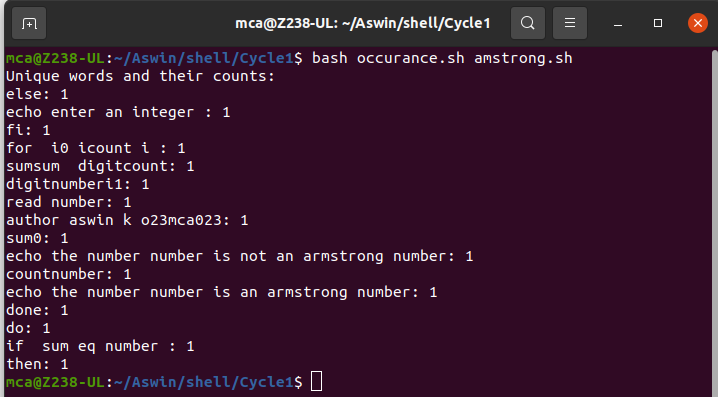 mca@Z238-UL: ~/Aswin/shell/Cycle1
mca@Z238-UL:~/Aswin/shell/Cycle1$ bash occurance.sh amstrong.sh
Unique words and their counts:
else: 1
echo enter an integer : 1
fi: 1
for  i0 icount i : 1
sumsum  digitcount: 1
digitnumberi1: 1
read number: 1
author aswin k o23mca023: 1
sum0: 1
echo the number number is not an armstrong number: 1
countnumber: 1
echo the number number is an armstrong number: 1
done: 1
do: 1
if  sum eq number : 1
then: 1
mca@Z238-UL:~/Aswin/shell/Cycle1$